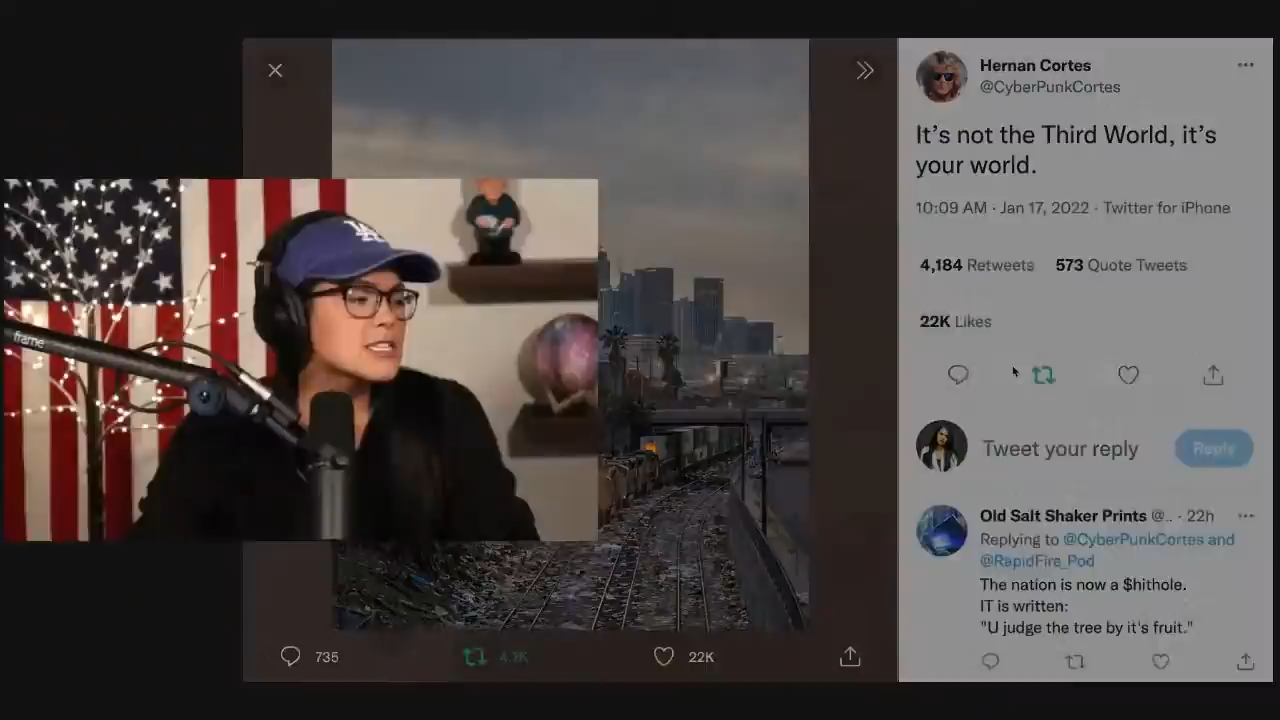 Hernan Cortes
@CyberPunkCortes
It's not the Third World, it's
your world.
10:09 AM · Jan 17, 2022 · Twitter for iPhone
4,184 Retweets 573 Quote Tweets
22K Likes
Tweet your reply
Reply
Old Salt Shaker Prints @.. · 22h
Replying to @CyberPunkCortes and
@RapidFire_Pod
The nation is now a $hithole.
IT is written:
"U judge the tree by it's fruit."
735
4.2K
22K
LA
frame